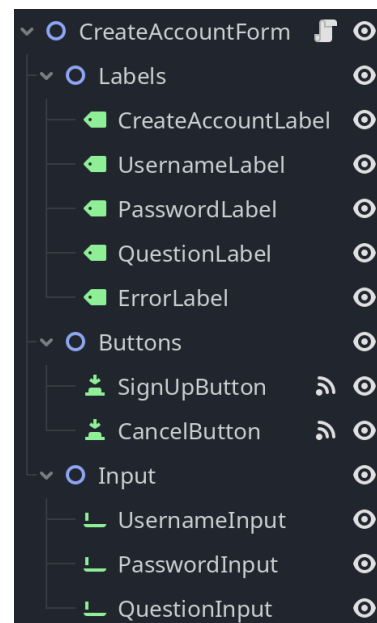 CreateAccountForm
Labels
CreateAccountLabel
UsernameLabel
PasswordLabel
QuestionLabel
ErrorLabel
Buttons
SignUpButton
CancelButton
Input
UsernameInput
PasswordInput
QuestionInput